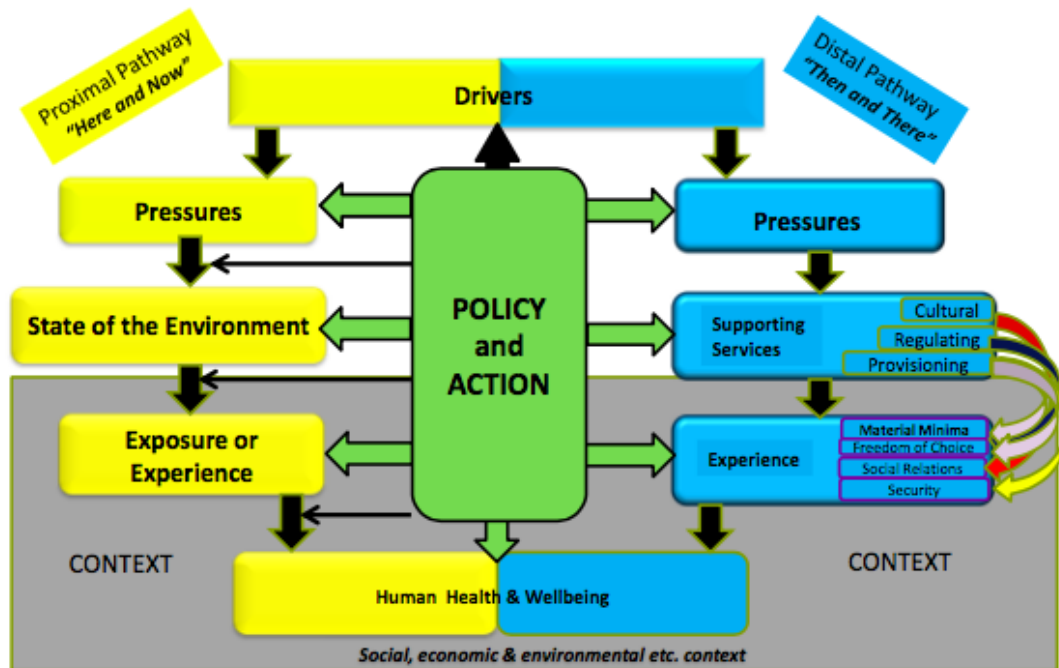 Proximal Pathway
"Here and Now"
Distal Pathway
"Then and There"
Drivers
Pressures
Pressures
State of the Environment
POLICY
and
ACTION
Supporting
Services
Cultural
Regulating
Provisioning
Exposure or
Experience
Experience
Material Minima
Freedom of Choice
Social Relations
Security
CONTEXT
CONTEXT
Human Health & Wellbeing
Social, economic & environmental etc. context